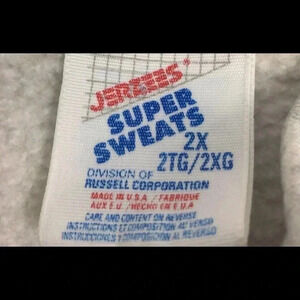 JERZEES®
SUPER
SWEATS
2X
2TG/2XG
DIVISION OF
RUSSELL CORPORATION
MADE IN U.S.A / FABRIQUE
AUX E.U. / HECHO EN E.U.A
CARE AND CONTENT ON REVERSE
INSTRUCTIONS ET COMPOSITION AU VERSO
INSTRUCCIONES Y COMPOSICION AL REVERSO